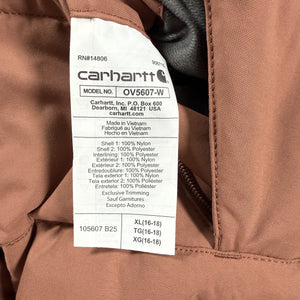 RN#14806
carhartt
MODEL NO. OV5607-W
Carhartt, Inc. P.O. Box 600
Dearborn, MI 48121 USA
carhartt.com
Made in Vietnam
Fabriqué au Vietnam
Hecho en Vietnam
Shell 1: 100% Nylon
Shell 2: 100% Polyester
Interlining: 100% Polyester
Extérieur 1: 100% Nylon
Extérieur 2: 100% Polyester
Entredoublure: 100% Polyester
Tela exterior 1: 100% Nylon
Tela exterior 2: 100% Polyester
Entretela: 100% Poliéster
Exclusive Trimming
Sauf Garnitures
Excepto Adorno
105607 B25
XL(16-18)
TG(16-18)
XG(16-18)